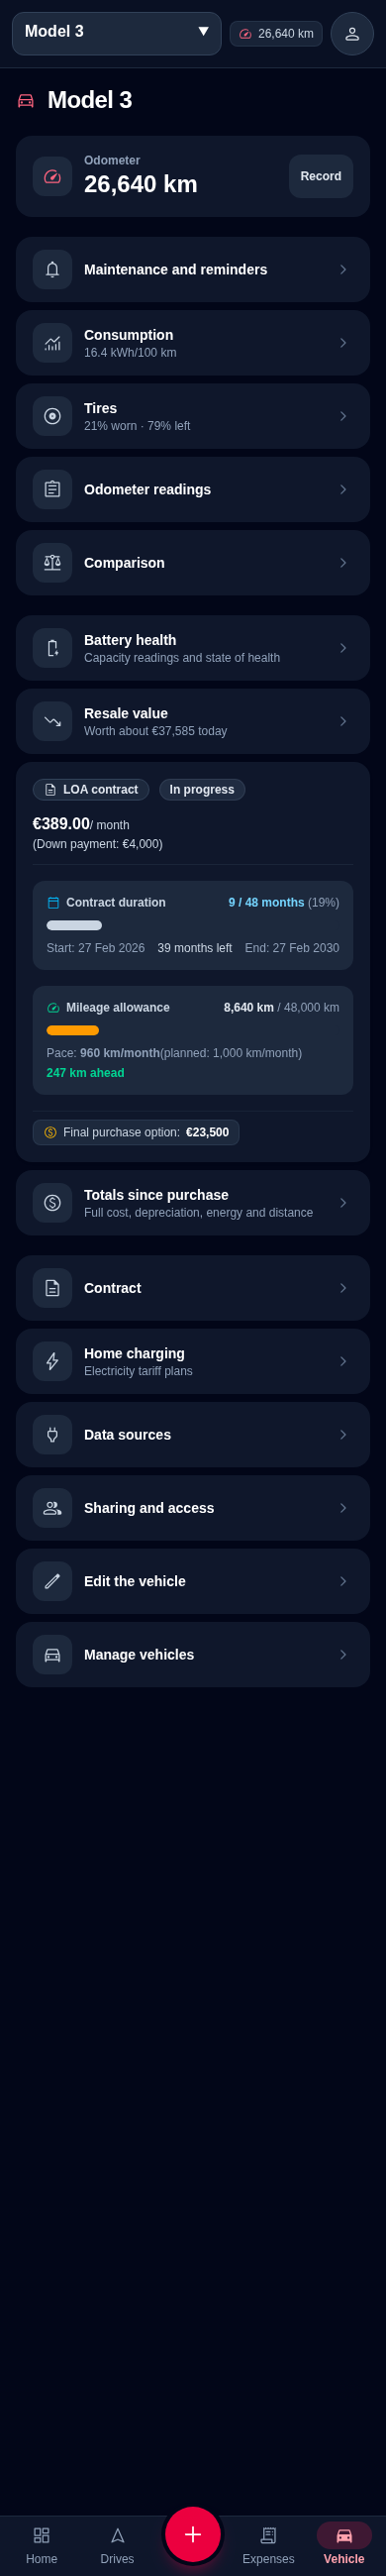 Model 3
26,640 km
Model 3
Odometer
26,640 km
Record
Maintenance and reminders
Consumption
16.4 kWh/100 km
Tires
21% worn · 79% left
Odometer readings
Comparison
Battery health
Capacity readings and state of health
Resale value
Worth about €37,585 today
LOA contract In progress
€389.00/ month
(Down payment: €4,000)
Contract duration 9 / 48 months (19%)
Start: 27 Feb 2026 39 months left End: 27 Feb 2030
Mileage allowance 8,640 km / 48,000 km
Pace: 960 km/month(planned: 1,000 km/month)
247 km ahead
Final purchase option: €23,500
Totals since purchase
Full cost, depreciation, energy and distance
Contract
Home charging
Electricity tariff plans
Data sources
Sharing and access
Edit the vehicle
Manage vehicles
Home Drives Expenses Vehicle